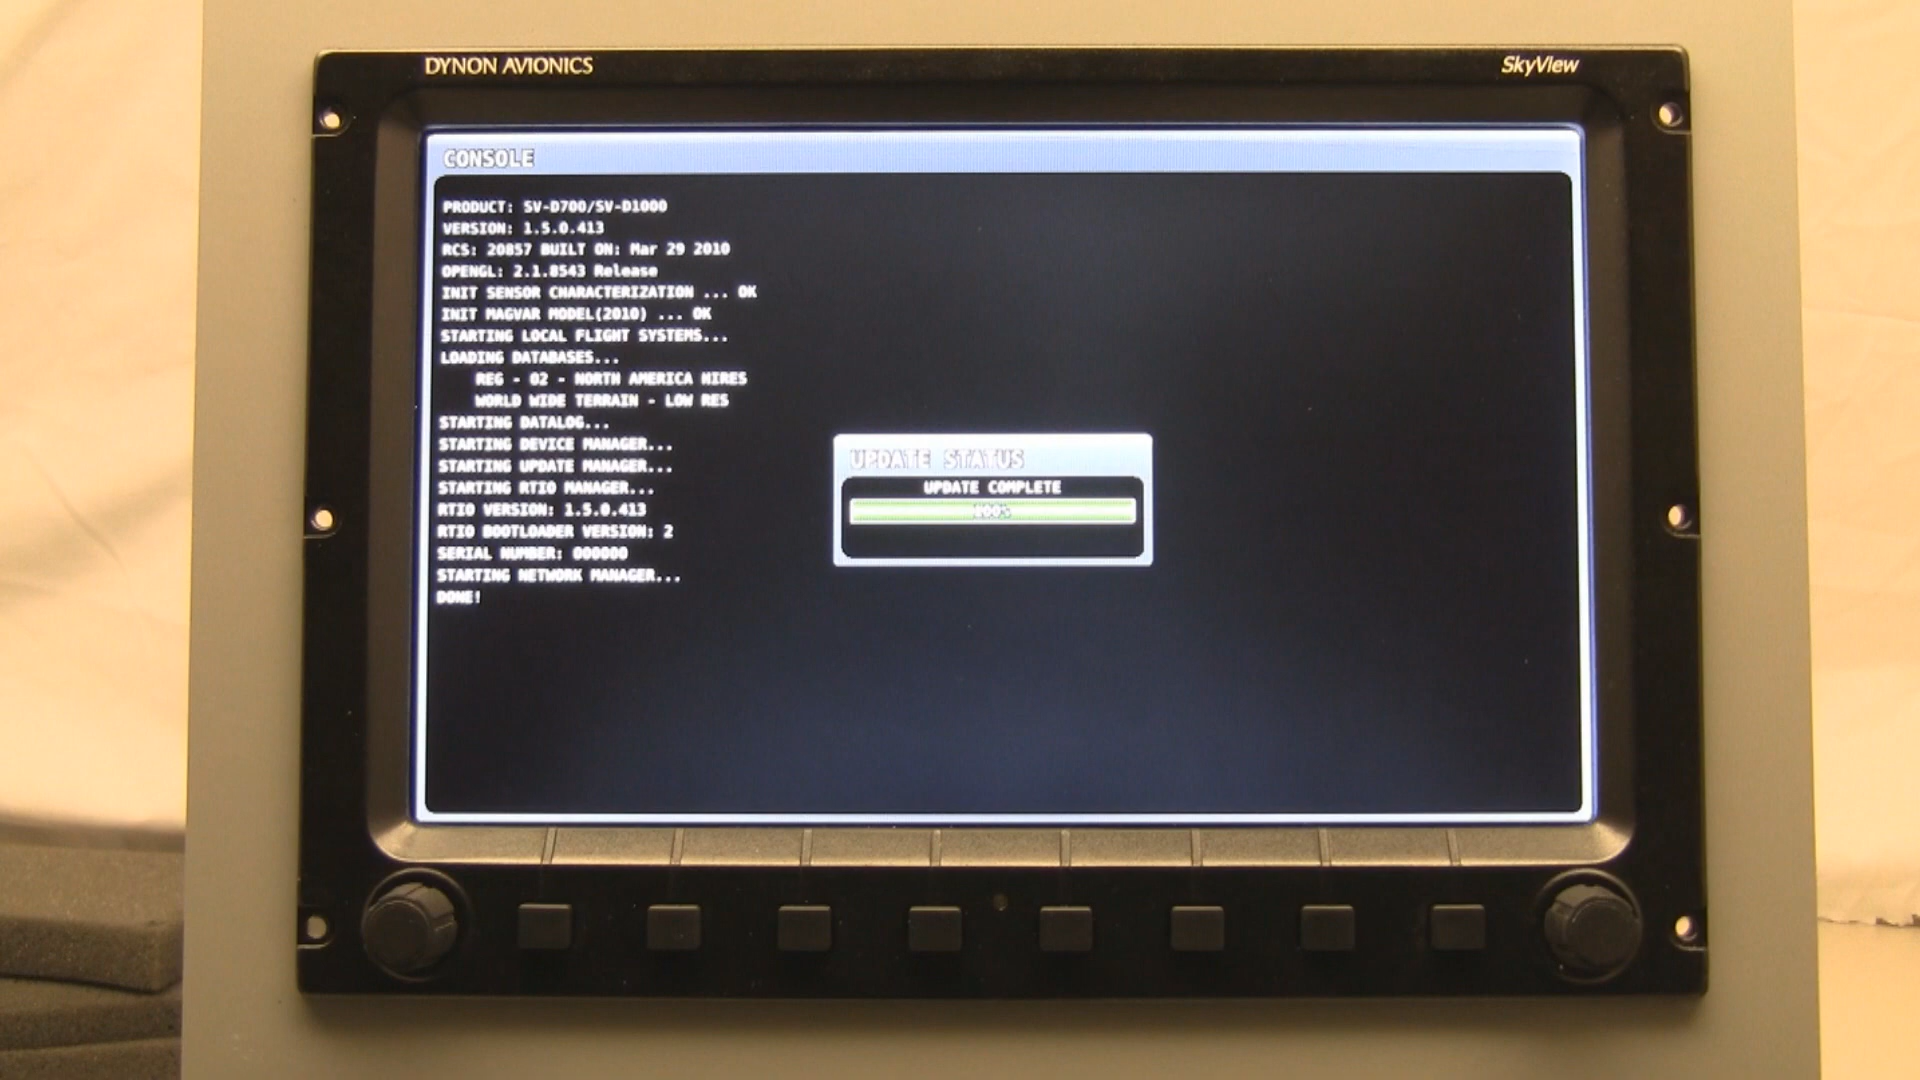 DYNON AVIONICS
SkyView
CONSOLE
PRODUCT: SV-D700/SV-D1000
VERSION: 1.5.0.413
RCS: 20857 BUILT ON: Mar 29 2010
OPENGL: 2.1.8543 Release
INIT SENSOR CHARACTERIZATION ... OK
INIT MAGVAR MODEL(2010) ... OK
STARTING LOCAL FLIGHT SYSTEMS...
LOADING DATABASES...
REG - 02 - NORTH AMERICA HIRES
WORLD WIDE TERRAIN - LOW RES
STARTING DATALOG...
STARTING DEVICE MANAGER...
STARTING UPDATE MANAGER...
STARTING RTIO MANAGER...
RTIO VERSION: 1.5.0.413
RTIO BOOTLOADER VERSION: 2
SERIAL NUMBER: 000000
STARTING NETWORK MANAGER...
DONE!
UPDATE STATUS
UPDATE COMPLETE
100%